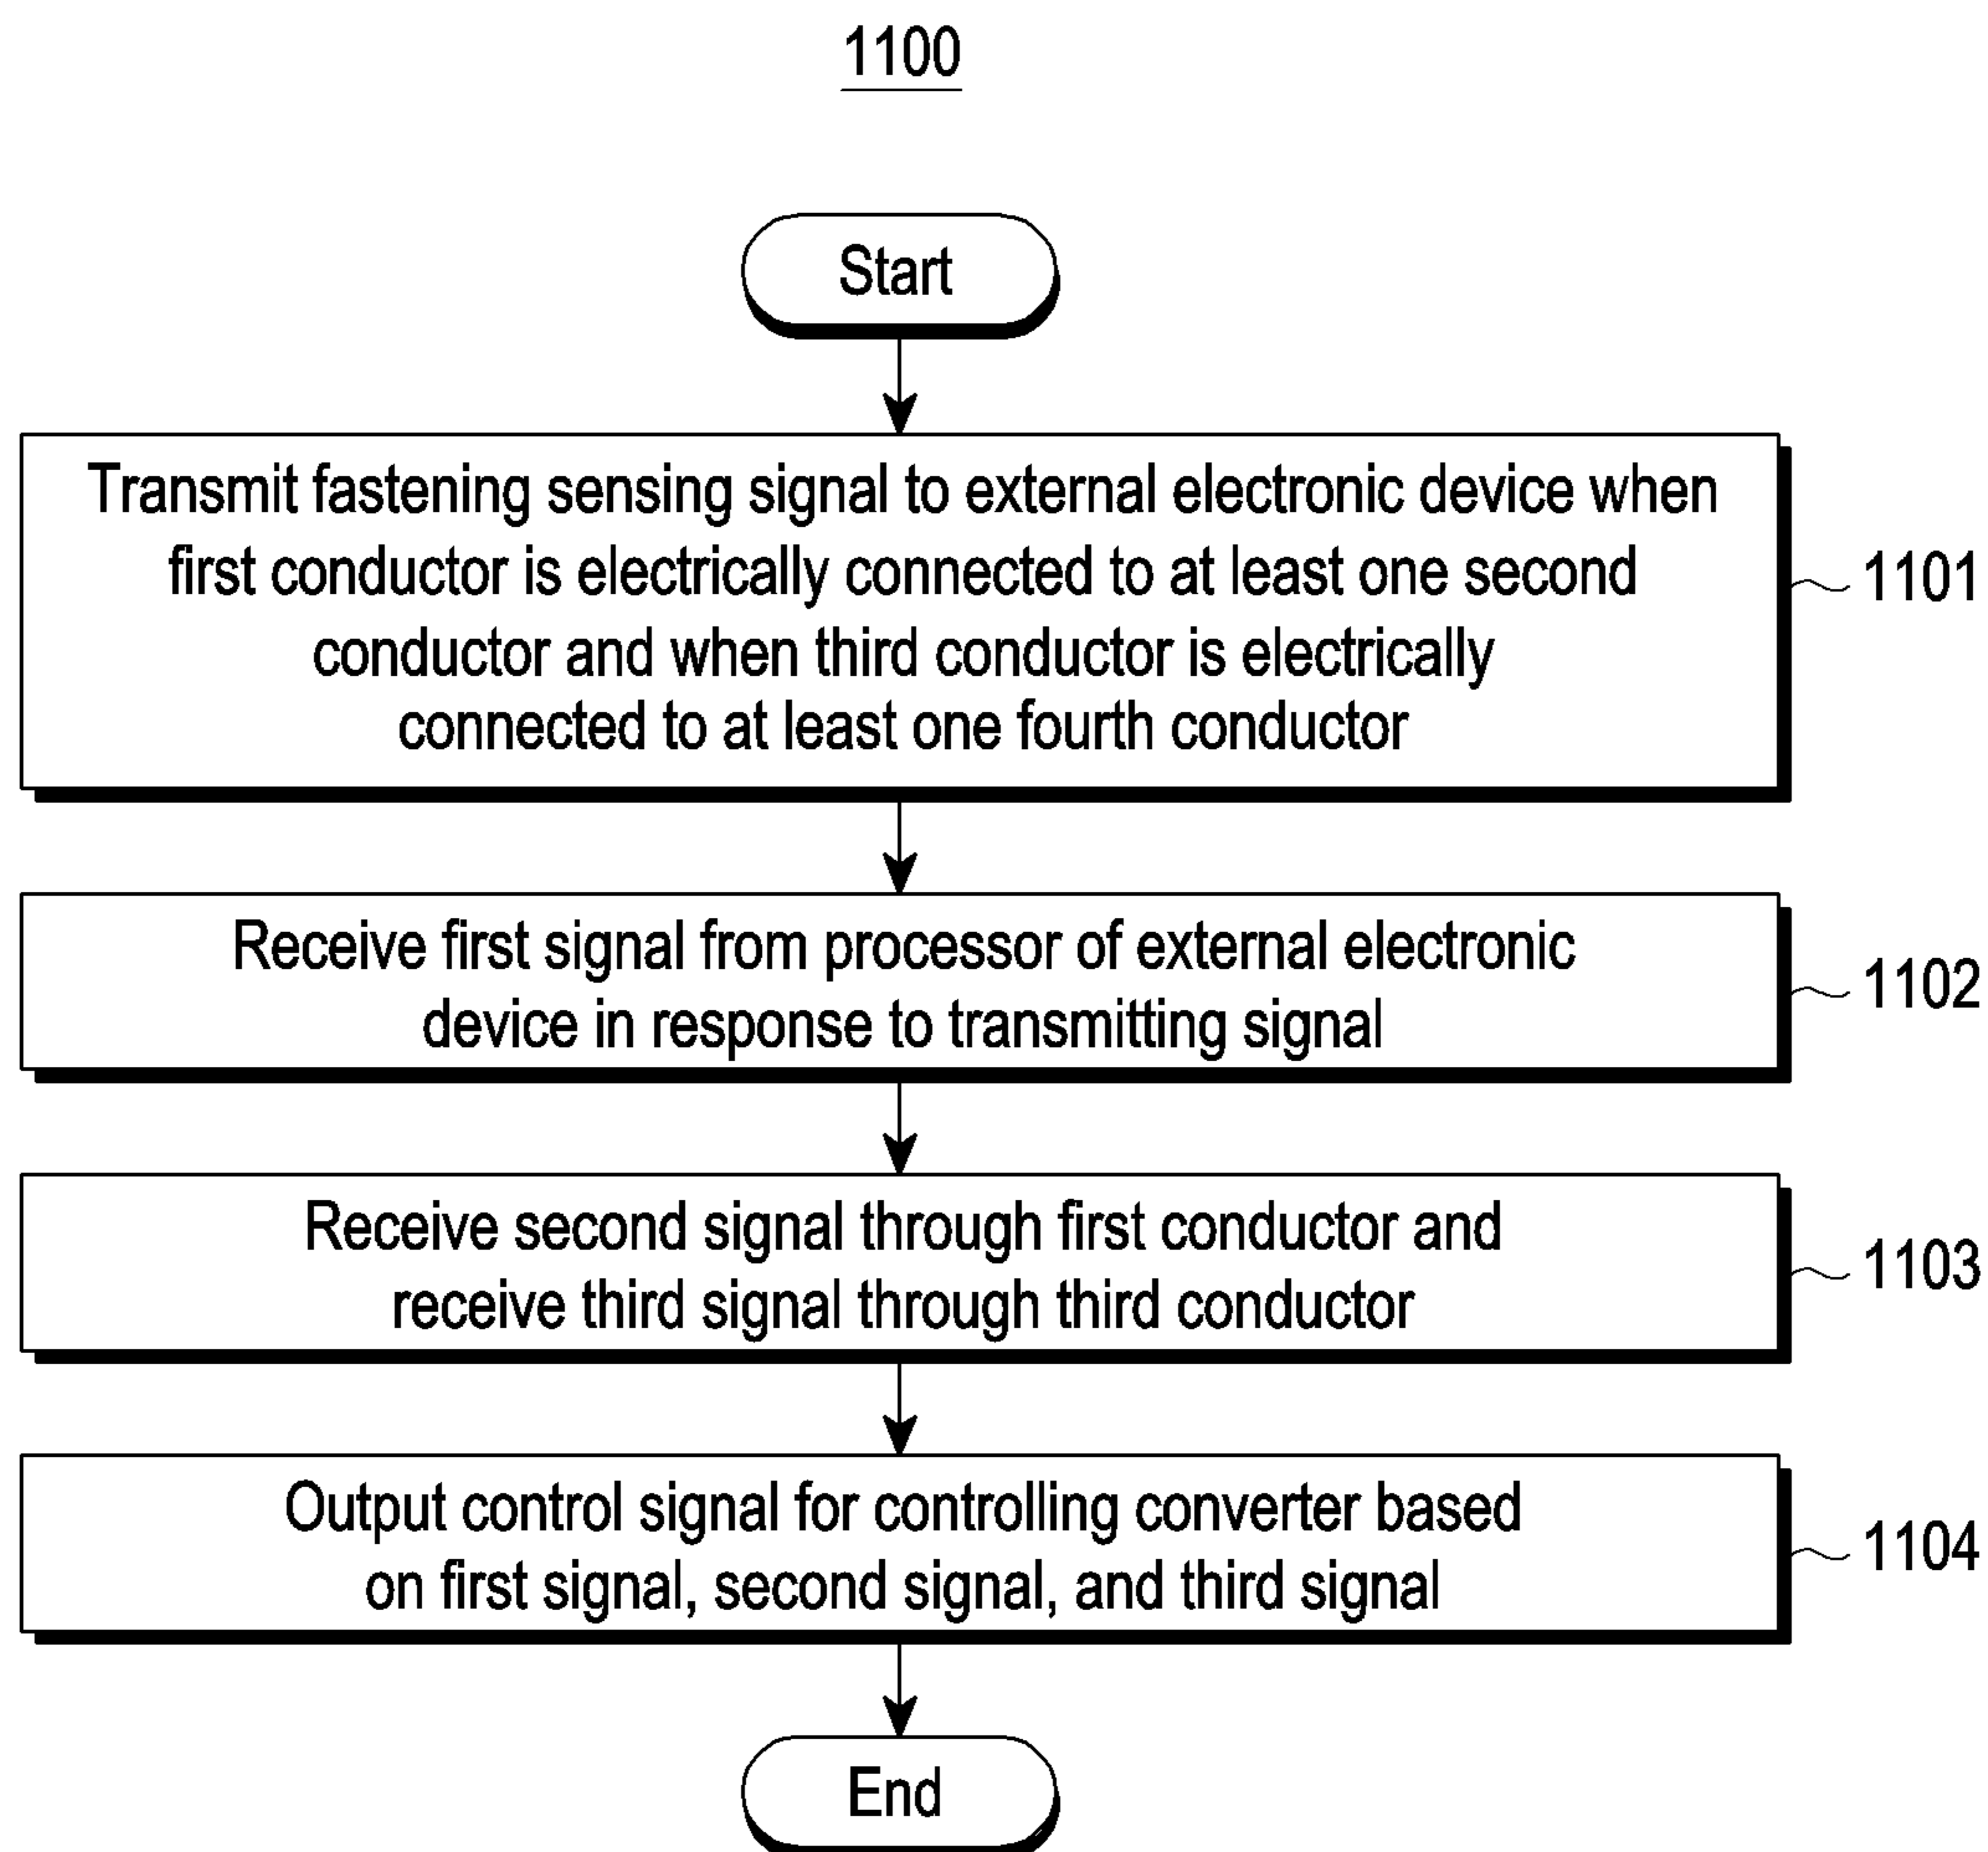 1100
Start
Transmit fastening sensing signal to external electronic device when
first conductor is electrically connected to at least one second
conductor and when third conductor is electrically
connected to at least one fourth conductor
1101
Receive first signal from processor of external electronic
device in response to transmitting signal
1102
Receive second signal through first conductor and
receive third signal through third conductor
1103
Output control signal for controlling converter based
on first signal, second signal, and third signal
1104
End